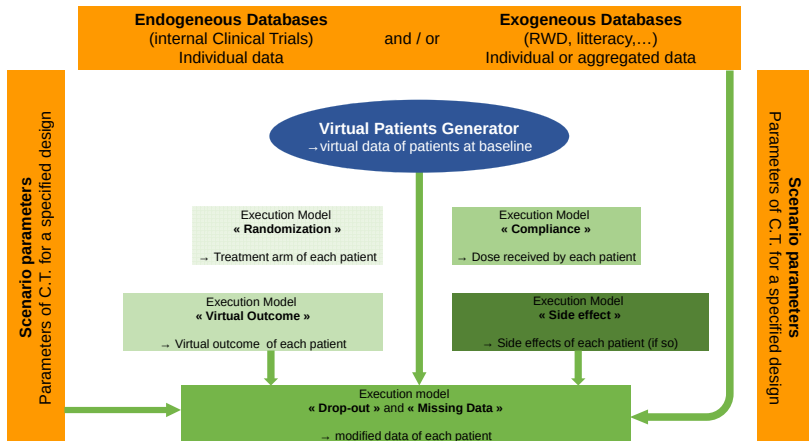 Endogeneous Databases
(internal Clinical Trials)
Individual data
and / or
Exogeneous Databases
(RWD, litteracy,…)
Individual or aggregated data
Scenario parameters
Parameters of C.T. for a specified design
Virtual Patients Generator
→virtual data of patients at baseline
Execution Model
« Randomization »
→ Treatment arm of each patient
Execution Model
« Compliance »
→ Dose received by each patient
Execution Model
« Virtual Outcome »
→ Virtual outcome of each patient
Execution Model
« Side effect »
→ Side effects of each patient (if so)
Execution model
« Drop-out » and « Missing Data »
→ modified data of each patient
Scenario parameters
Parameters of C.T. for a specified design